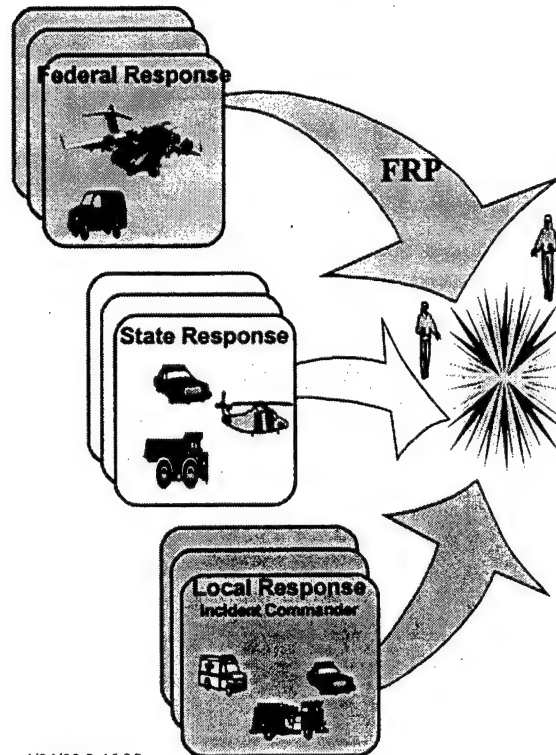 Federal Response
FRP
State Response
Local Response
Incident Commander